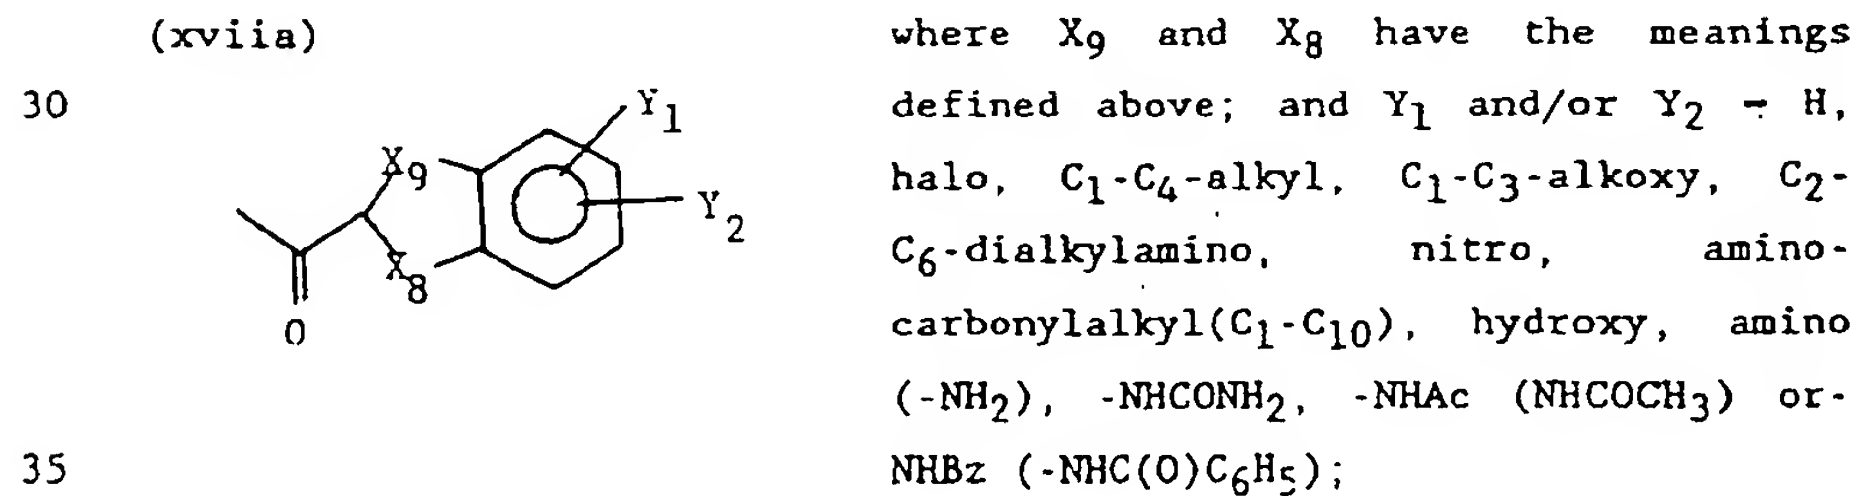 (xviia)
where X9 and X8 have the meanings
30
defined above; and Y1 and/or Y2 = H,
Y1
X9
halo, C1-C4-alkyl, C1-C3-alkoxy, C2-
Y2
C6-dialkylamino, nitro, amino-
X8
carbonylalkyl(C1-C10), hydroxy, amino
O
(-NH2), -NHCONH2, -NHAc (NHCOCH3) or-
35
NHBz (-NHC(O)C6H5);